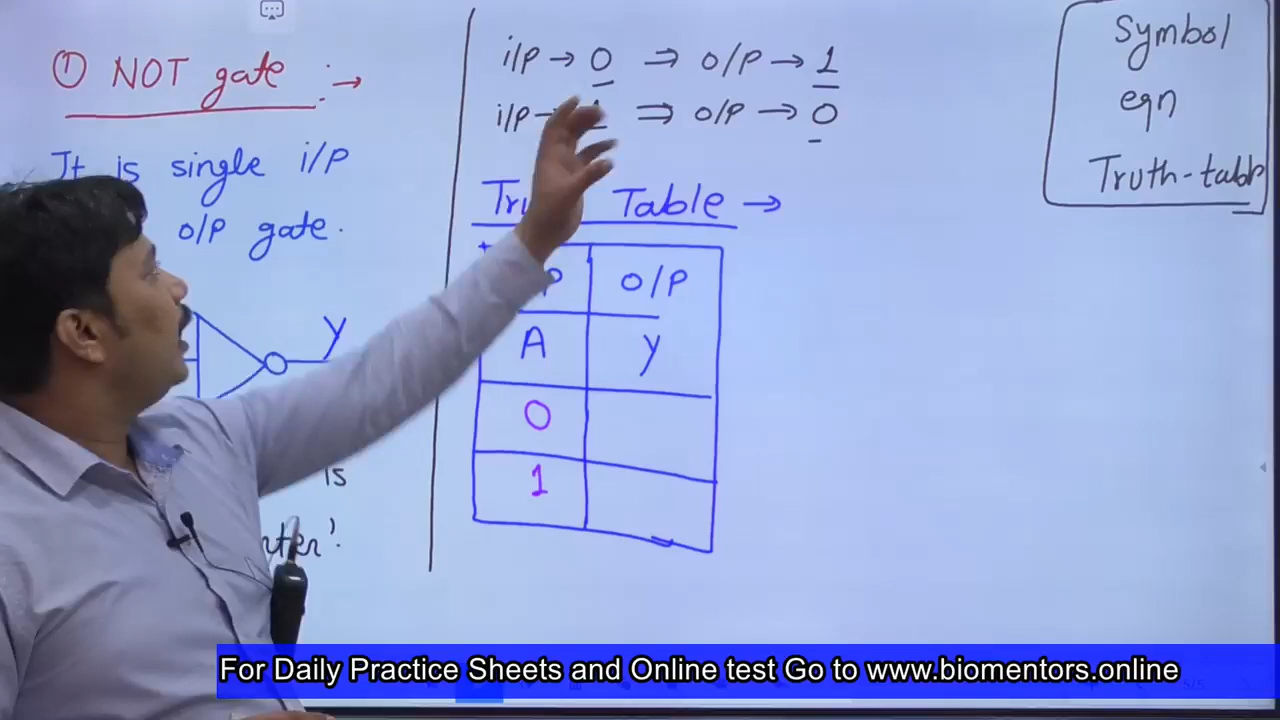 ① NOT gate :→
It is single i/p
o/p gate.
y
is
i/p → 0 ⇒ o/p → 1
i/p → 1 ⇒ o/p → 0
Table →
o/p
A y
0
1
Symbol
eqn
Truth-table
For Daily Practice Sheets and Online test Go to www.biomentors.online